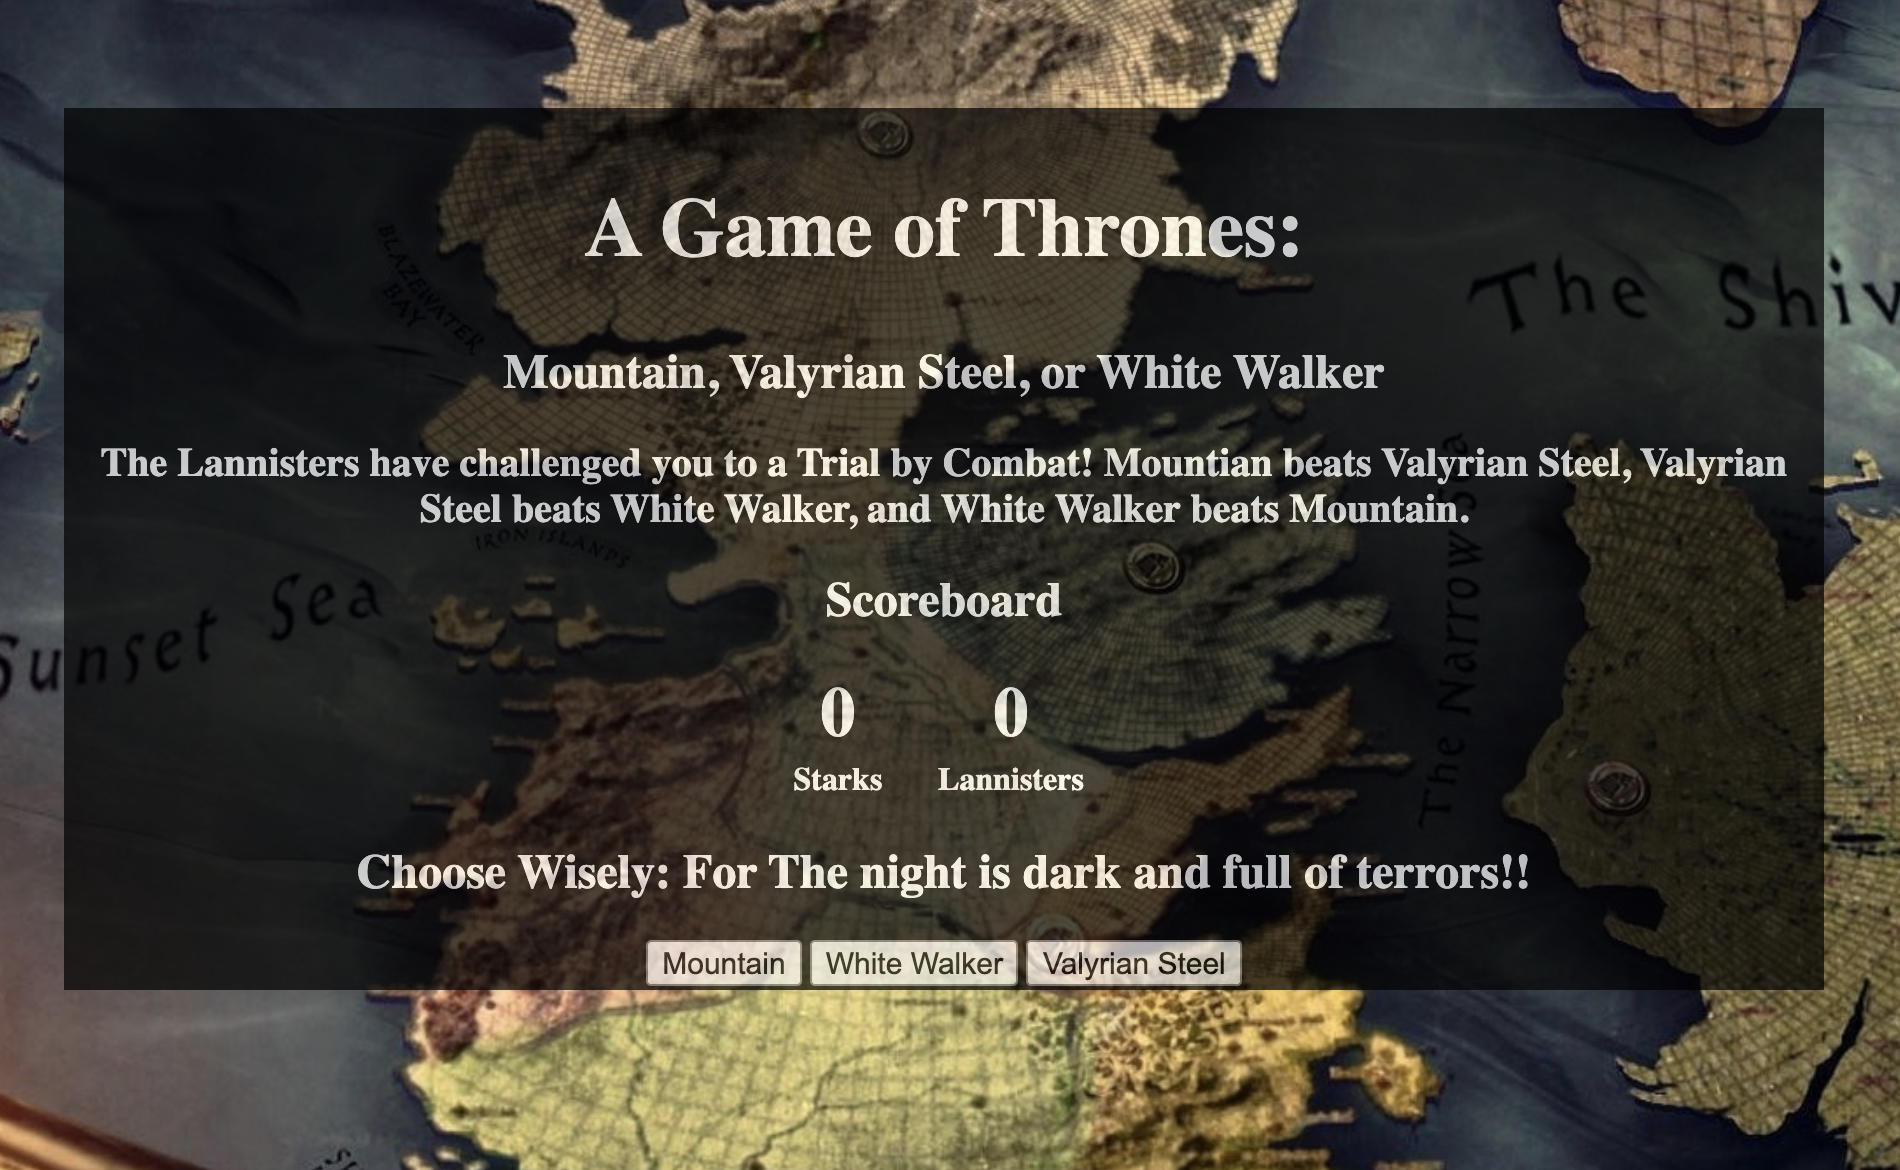 A Game of Thrones:
BLAZEWATER
BAY
The Shiv
Mountain, Valyrian Steel, or White Walker
The Lannisters have challenged you to a Trial by Combat! Mountian beats Valyrian Steel, Valyrian
Steel beats White Walker, and White Walker beats Mountain.
IRON ISLANDS
Sunset Sea
The Narrow Sea
Scoreboard
0 0
Starks Lannisters
Choose Wisely: For The night is dark and full of terrors!!
Mountain White Walker Valyrian Steel